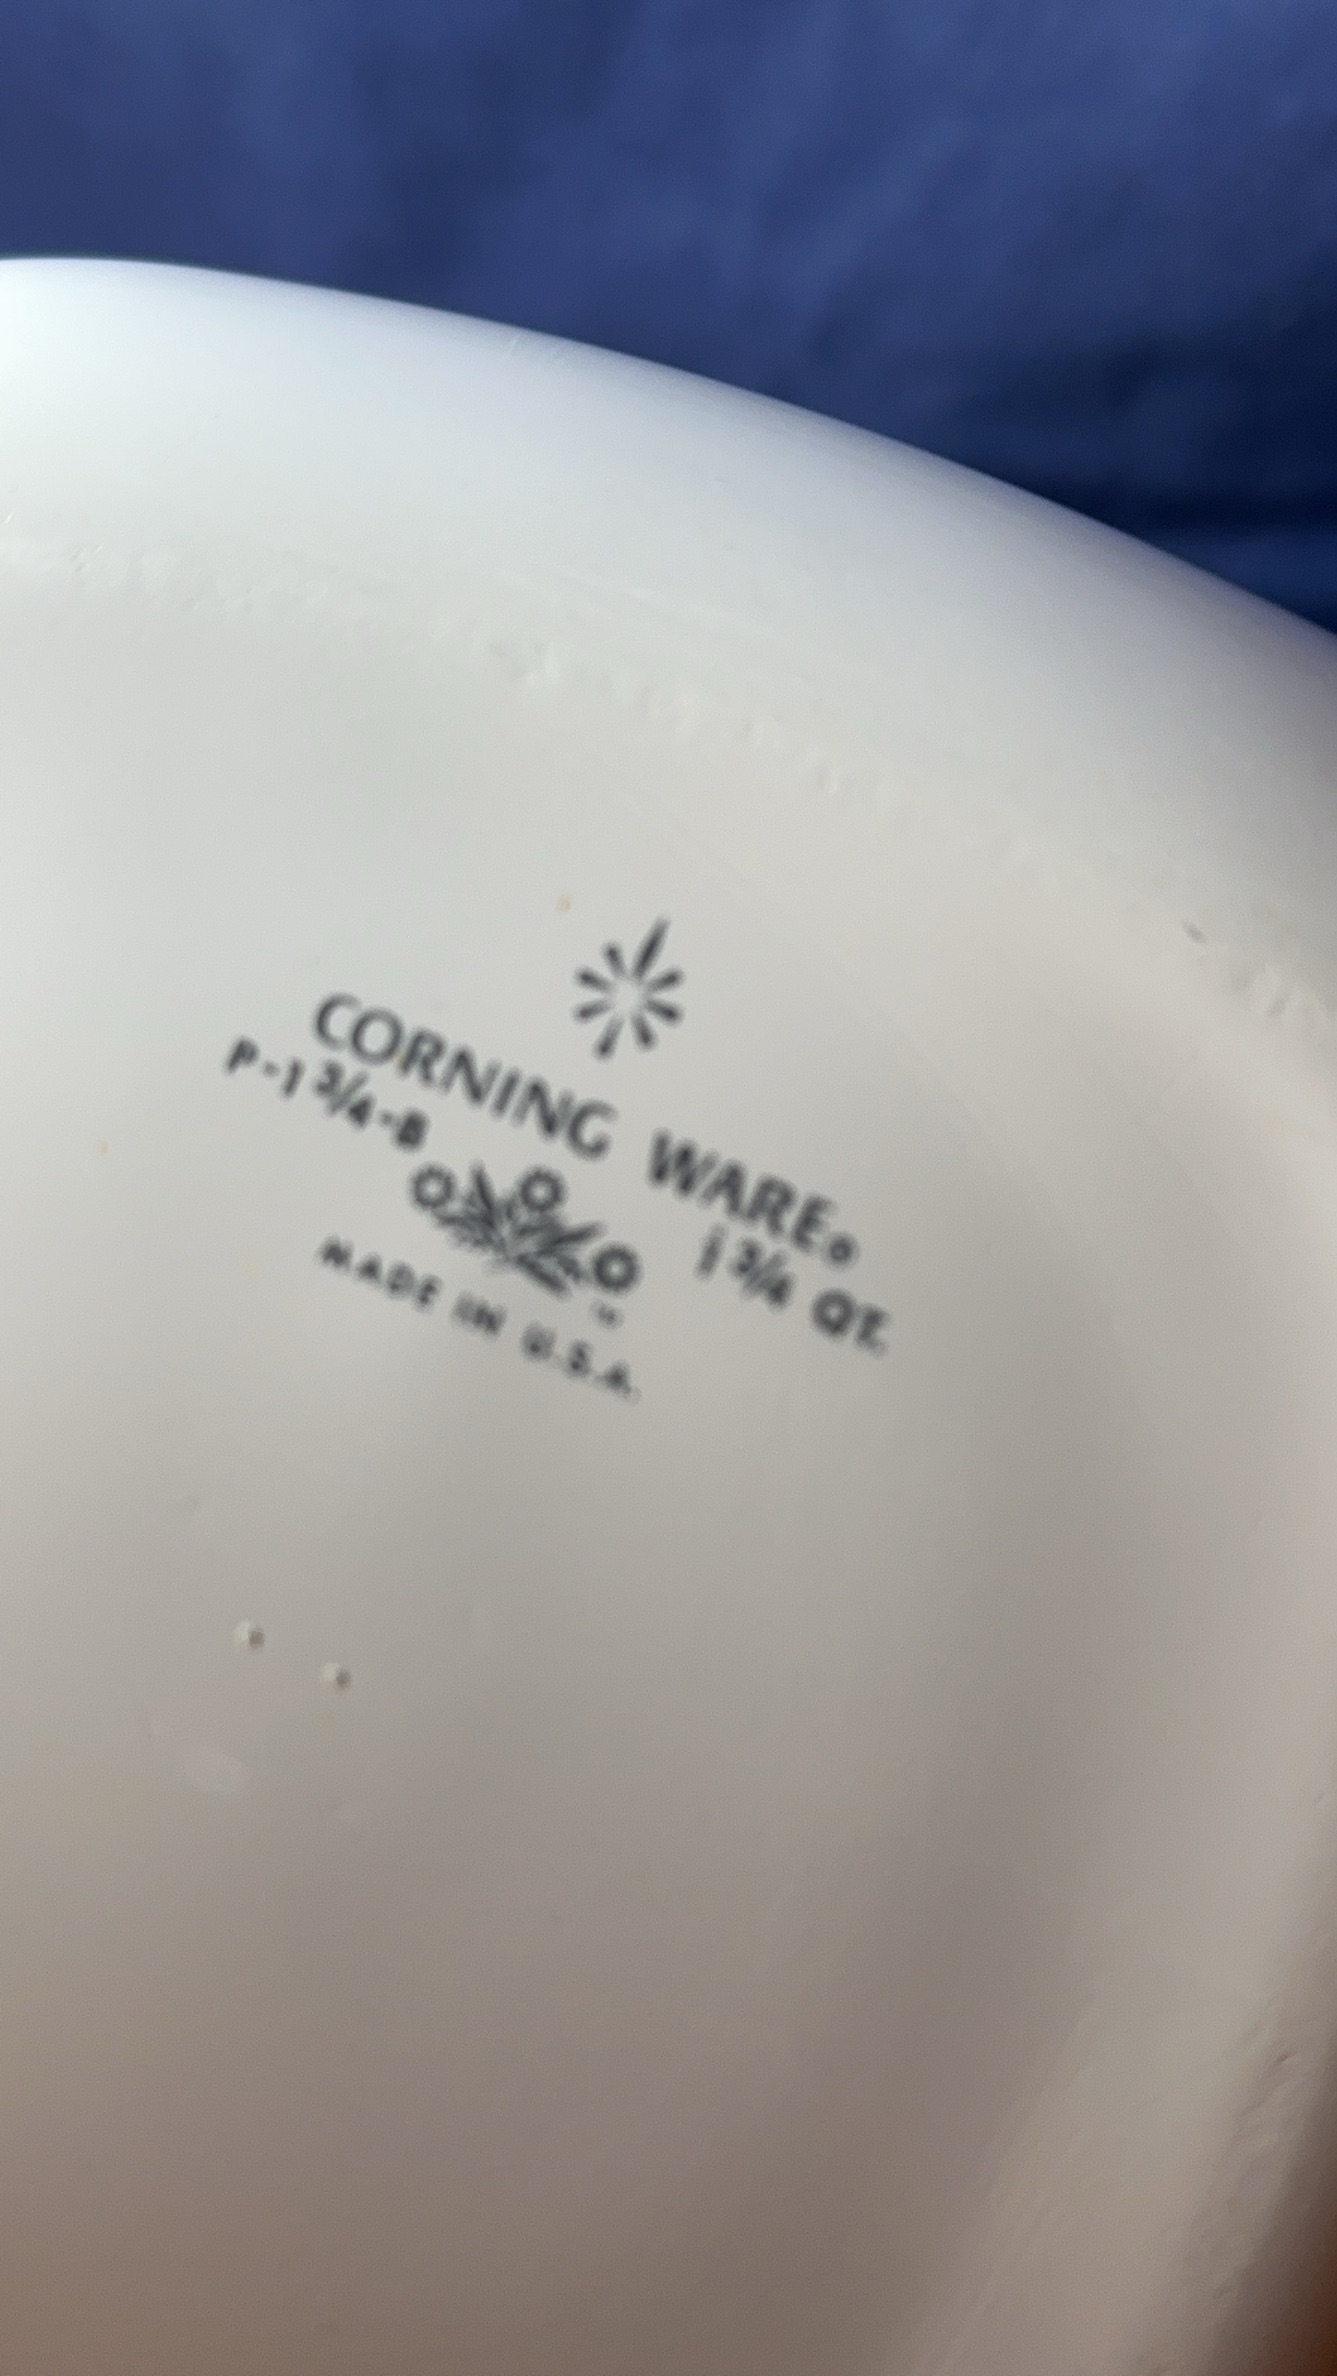 CORNING WARE®
P-1 3/4-B
1 3/4 QT.
MADE IN U.S.A.